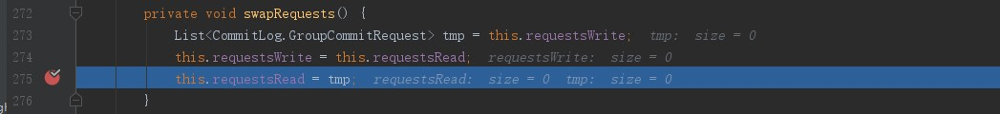 272 private void swapRequests() {
273 List<CommitLog.GroupCommitRequest> tmp = this.requestsWrite; tmp: size = 0
274 this.requestsWrite = this.requestsRead; requestsWrite: size = 0
275 this.requestsRead = tmp; requestsRead: size = 0 tmp: size = 0
276 }